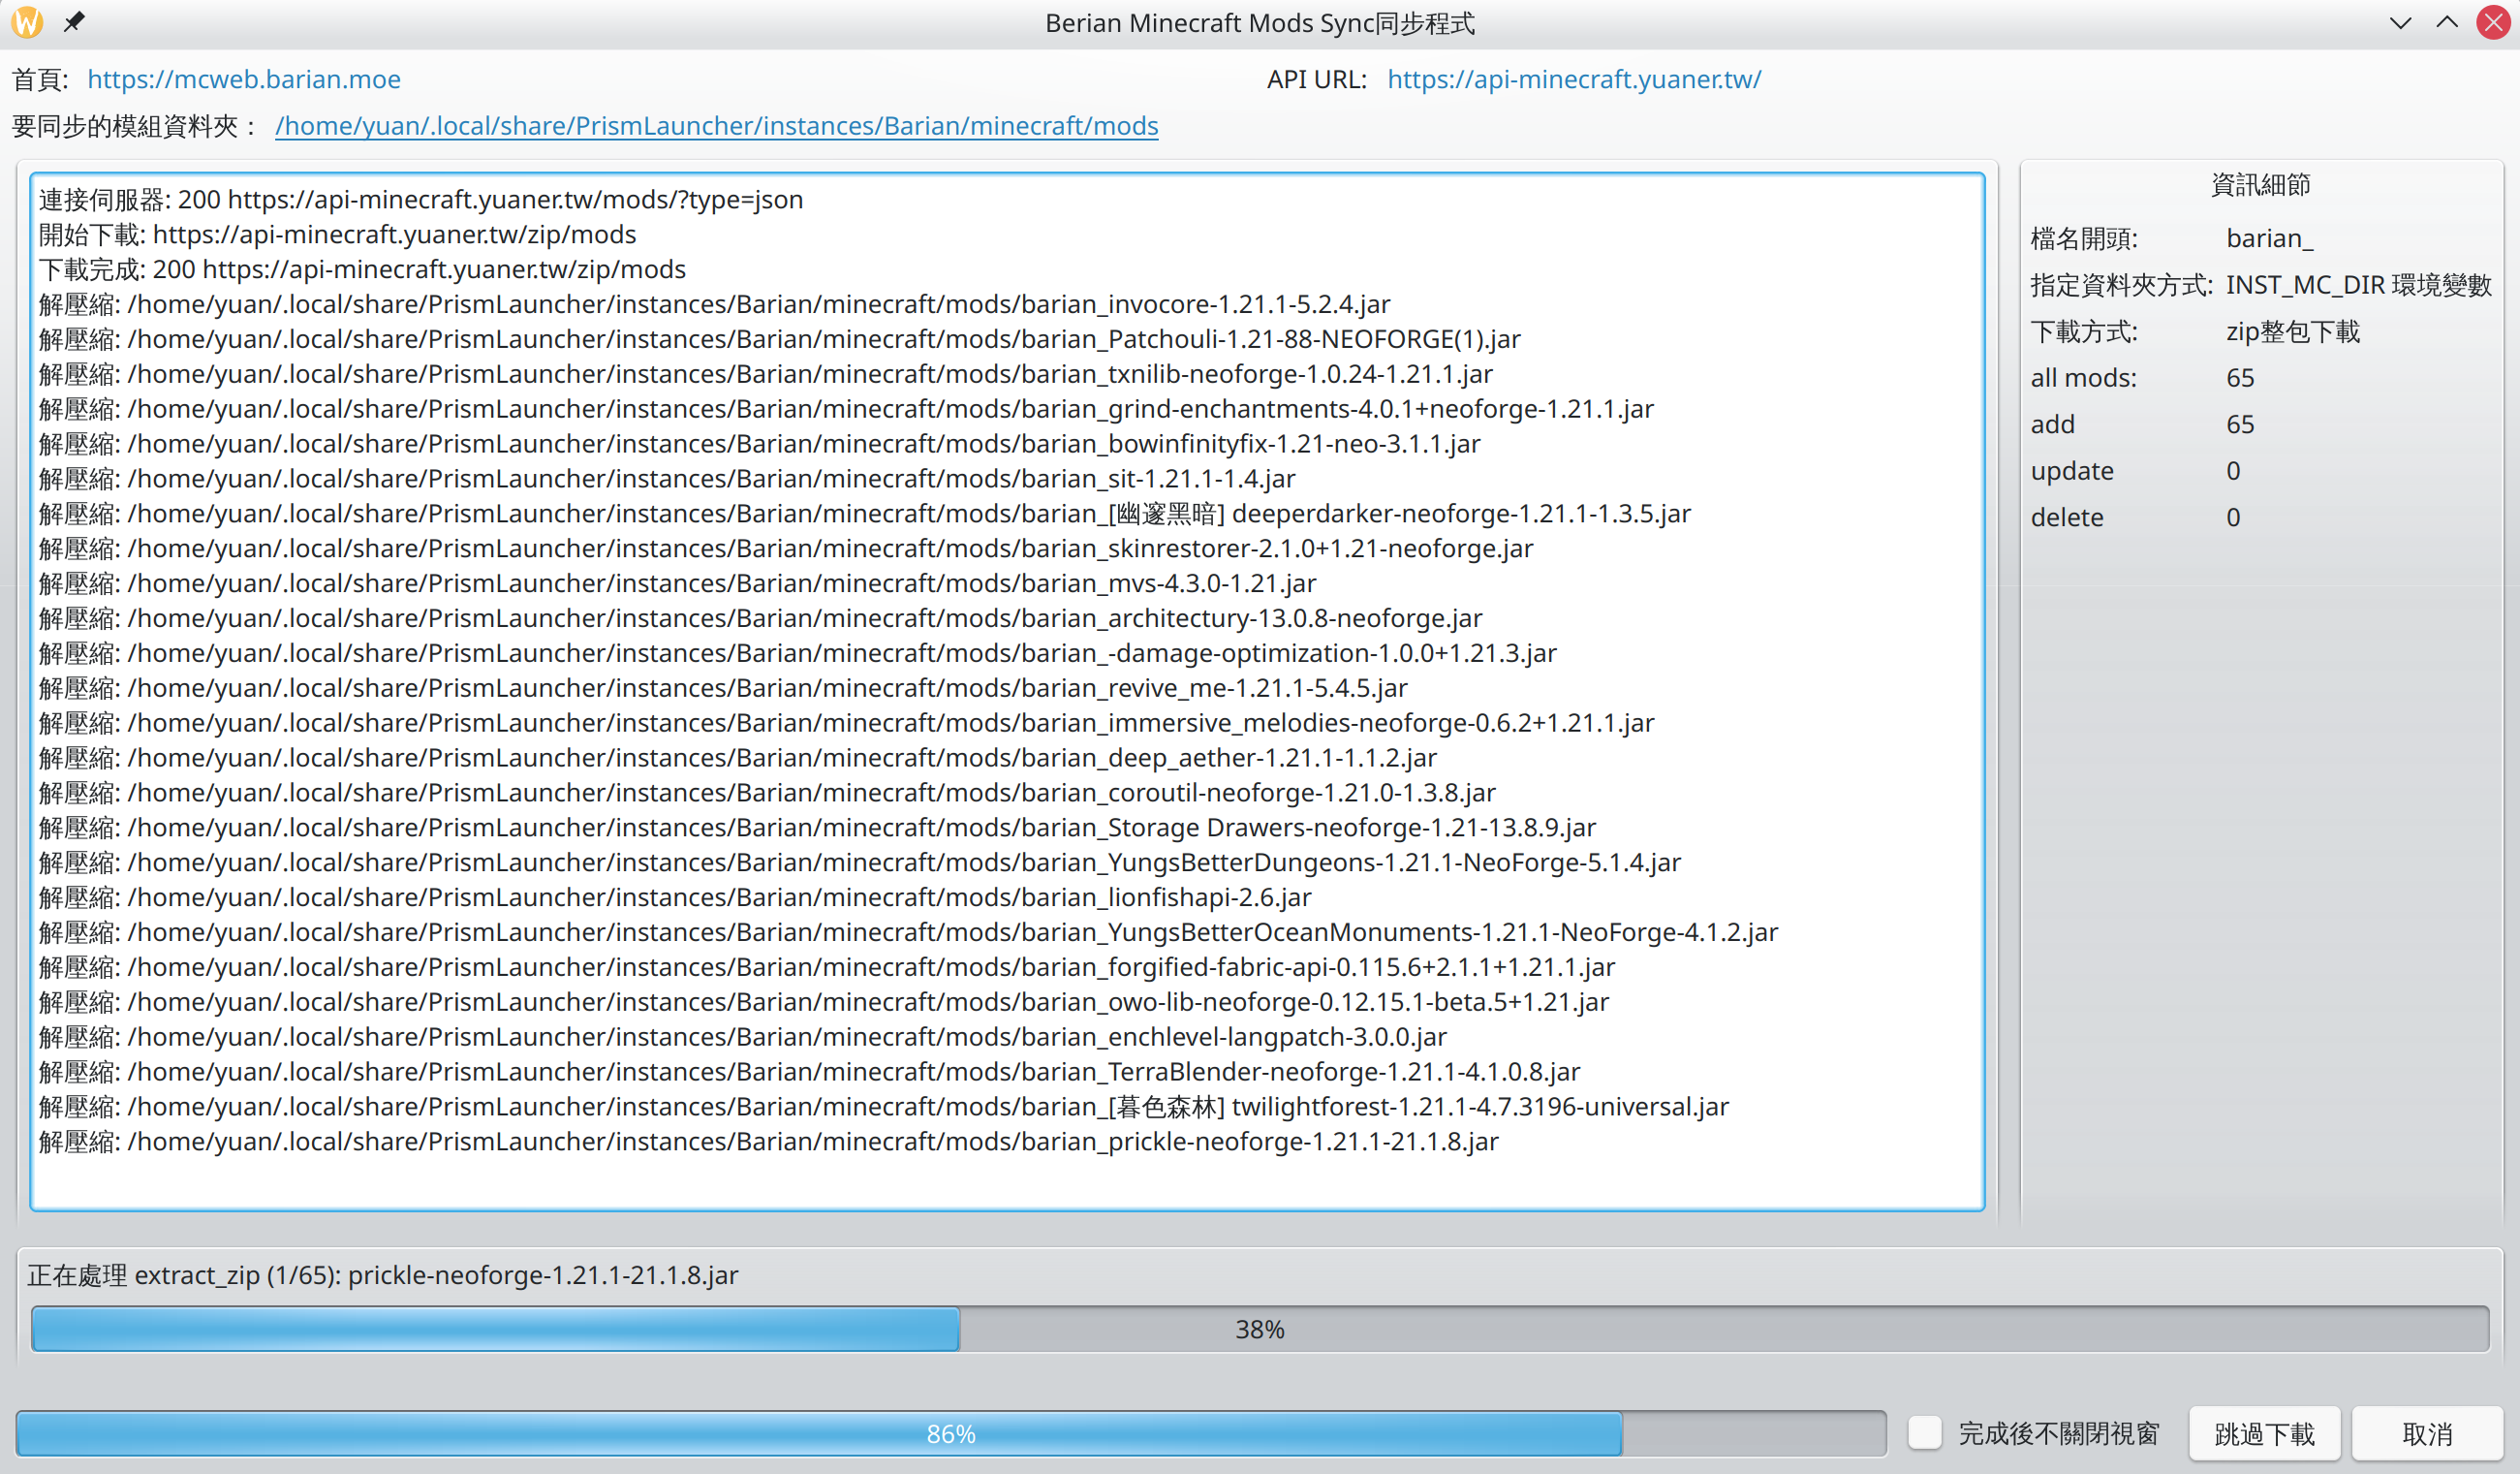 Berian Minecraft Mods Sync同步程式
首頁: https://mcweb.barian.moe API URL: https://api-minecraft.yuaner.tw/
要同步的模組資料夾： /home/yuan/.local/share/PrismLauncher/instances/Barian/minecraft/mods
連接伺服器: 200 https://api-minecraft.yuaner.tw/mods/?type=json
開始下載: https://api-minecraft.yuaner.tw/zip/mods
下載完成: 200 https://api-minecraft.yuaner.tw/zip/mods
解壓縮: /home/yuan/.local/share/PrismLauncher/instances/Barian/minecraft/mods/barian_invocore-1.21.1-5.2.4.jar
解壓縮: /home/yuan/.local/share/PrismLauncher/instances/Barian/minecraft/mods/barian_Patchouli-1.21-88-NEOFORGE(1).jar
解壓縮: /home/yuan/.local/share/PrismLauncher/instances/Barian/minecraft/mods/barian_txnilib-neoforge-1.0.24-1.21.1.jar
解壓縮: /home/yuan/.local/share/PrismLauncher/instances/Barian/minecraft/mods/barian_grind-enchantments-4.0.1+neoforge-1.21.1.jar
解壓縮: /home/yuan/.local/share/PrismLauncher/instances/Barian/minecraft/mods/barian_bowinfinityfix-1.21-neo-3.1.1.jar
解壓縮: /home/yuan/.local/share/PrismLauncher/instances/Barian/minecraft/mods/barian_sit-1.21.1-1.4.jar
解壓縮: /home/yuan/.local/share/PrismLauncher/instances/Barian/minecraft/mods/barian_[幽邃黑暗] deeperdarker-neoforge-1.21.1-1.3.5.jar
解壓縮: /home/yuan/.local/share/PrismLauncher/instances/Barian/minecraft/mods/barian_skinrestorer-2.1.0+1.21-neoforge.jar
解壓縮: /home/yuan/.local/share/PrismLauncher/instances/Barian/minecraft/mods/barian_mvs-4.3.0-1.21.jar
解壓縮: /home/yuan/.local/share/PrismLauncher/instances/Barian/minecraft/mods/barian_architectury-13.0.8-neoforge.jar
解壓縮: /home/yuan/.local/share/PrismLauncher/instances/Barian/minecraft/mods/barian_-damage-optimization-1.0.0+1.21.3.jar
解壓縮: /home/yuan/.local/share/PrismLauncher/instances/Barian/minecraft/mods/barian_revive_me-1.21.1-5.4.5.jar
解壓縮: /home/yuan/.local/share/PrismLauncher/instances/Barian/minecraft/mods/barian_immersive_melodies-neoforge-0.6.2+1.21.1.jar
解壓縮: /home/yuan/.local/share/PrismLauncher/instances/Barian/minecraft/mods/barian_deep_aether-1.21.1-1.1.2.jar
解壓縮: /home/yuan/.local/share/PrismLauncher/instances/Barian/minecraft/mods/barian_coroutil-neoforge-1.21.0-1.3.8.jar
解壓縮: /home/yuan/.local/share/PrismLauncher/instances/Barian/minecraft/mods/barian_Storage Drawers-neoforge-1.21-13.8.9.jar
解壓縮: /home/yuan/.local/share/PrismLauncher/instances/Barian/minecraft/mods/barian_YungsBetterDungeons-1.21.1-NeoForge-5.1.4.jar
解壓縮: /home/yuan/.local/share/PrismLauncher/instances/Barian/minecraft/mods/barian_lionfishapi-2.6.jar
解壓縮: /home/yuan/.local/share/PrismLauncher/instances/Barian/minecraft/mods/barian_YungsBetterOceanMonuments-1.21.1-NeoForge-4.1.2.jar
解壓縮: /home/yuan/.local/share/PrismLauncher/instances/Barian/minecraft/mods/barian_forgified-fabric-api-0.115.6+2.1.1+1.21.1.jar
解壓縮: /home/yuan/.local/share/PrismLauncher/instances/Barian/minecraft/mods/barian_owo-lib-neoforge-0.12.15.1-beta.5+1.21.jar
解壓縮: /home/yuan/.local/share/PrismLauncher/instances/Barian/minecraft/mods/barian_enchlevel-langpatch-3.0.0.jar
解壓縮: /home/yuan/.local/share/PrismLauncher/instances/Barian/minecraft/mods/barian_TerraBlender-neoforge-1.21.1-4.1.0.8.jar
解壓縮: /home/yuan/.local/share/PrismLauncher/instances/Barian/minecraft/mods/barian_[暮色森林] twilightforest-1.21.1-4.7.3196-universal.jar
解壓縮: /home/yuan/.local/share/PrismLauncher/instances/Barian/minecraft/mods/barian_prickle-neoforge-1.21.1-21.1.8.jar
資訊細節
檔名開頭: barian_
指定資料夾方式: INST_MC_DIR 環境變數
下載方式: zip整包下載
all mods: 65
add 65
update 0
delete 0
正在處理 extract_zip (1/65): prickle-neoforge-1.21.1-21.1.8.jar
38%
86% 完成後不關閉視窗 跳過下載 取消